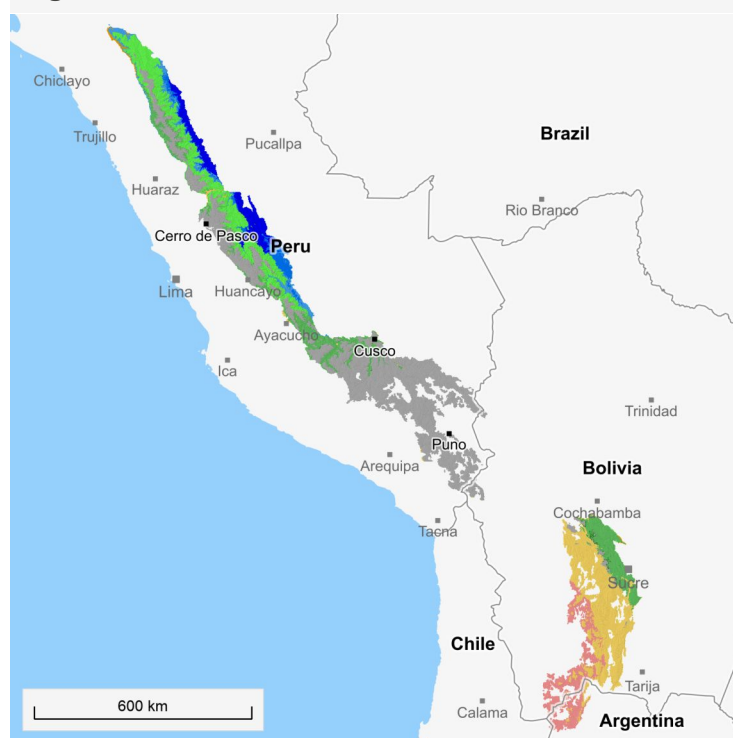 Chiclayo
Trujillo
Pucallpa
Brazil
Huaraz
Rio Branco
Cerro de Pasco
Peru
Lima
Huancayo
Ayacucho
Cusco
Ica
Trinidad
Puno
Arequipa
Bolivia
Cochabamba
Tacna
Sucre
Chile
Tarija
600 km
Calama
Argentina